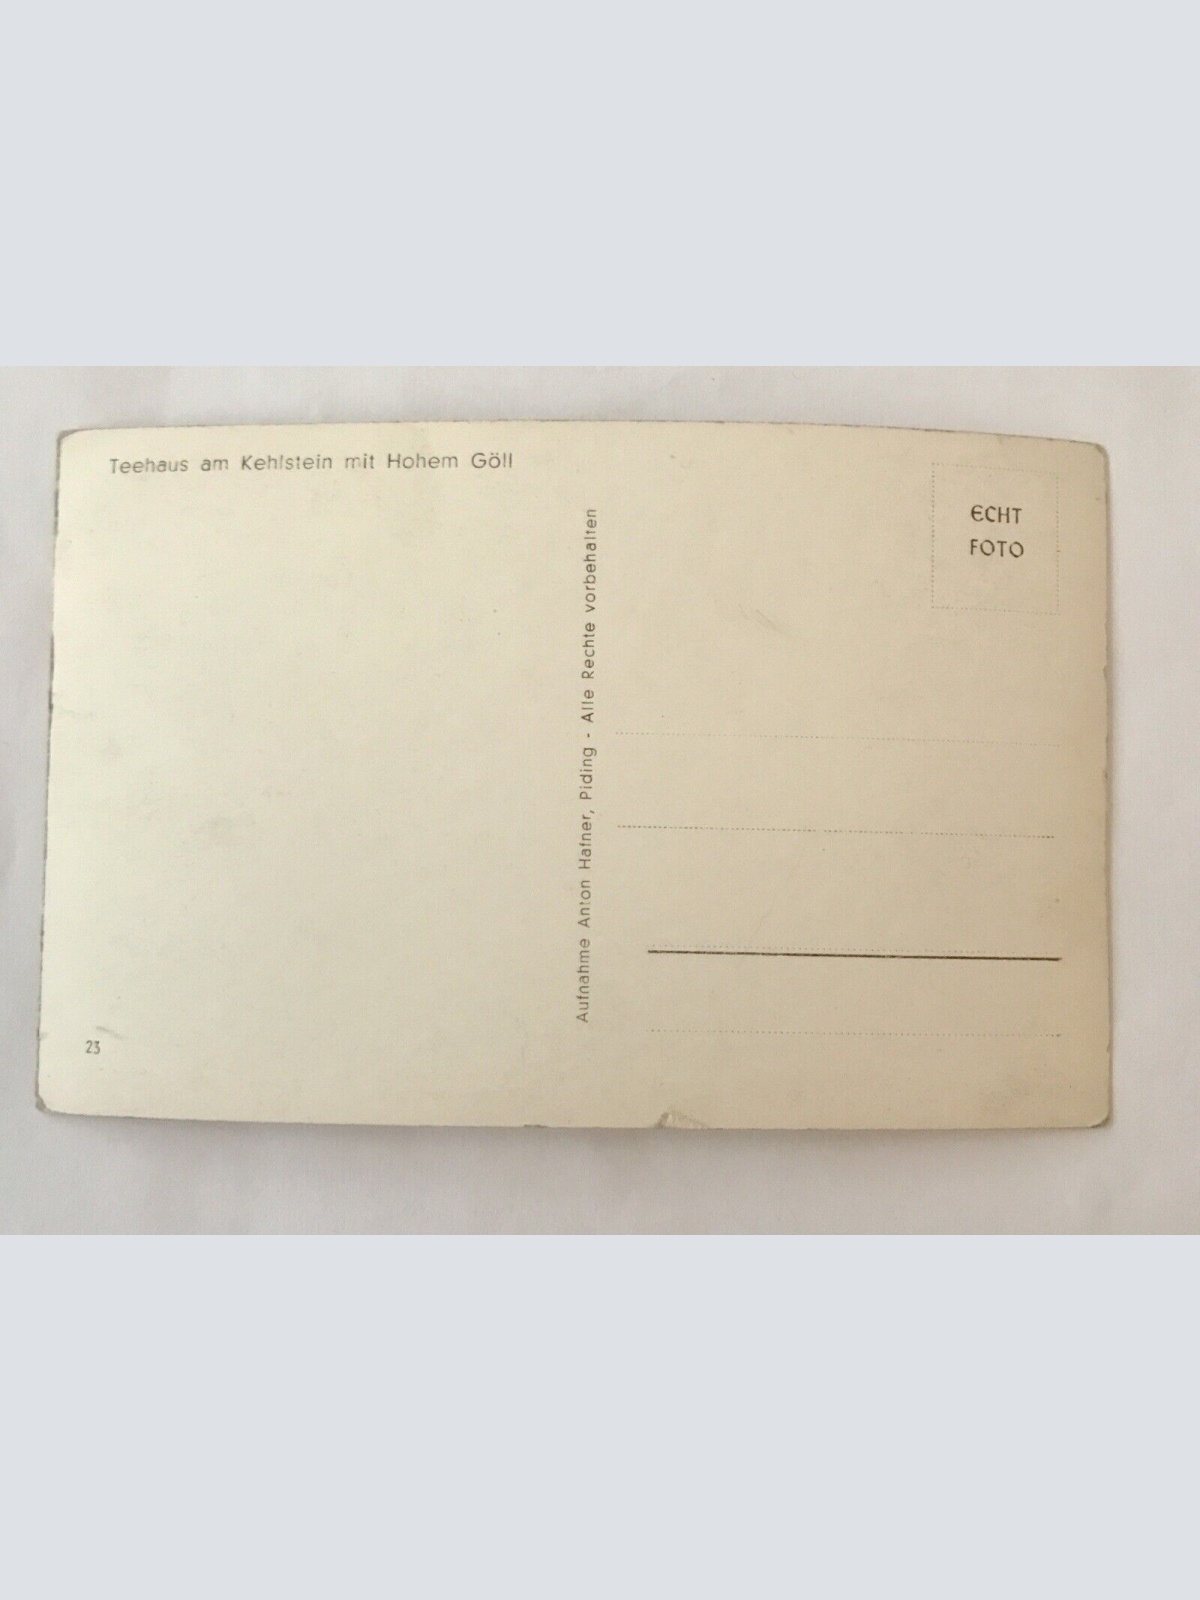 Teehaus am Kehlstein mit Hohem Göll
ECHT
FOTO
Aufnahme Anton Hafner, Piding - Alle Rechte vorbehalten
23